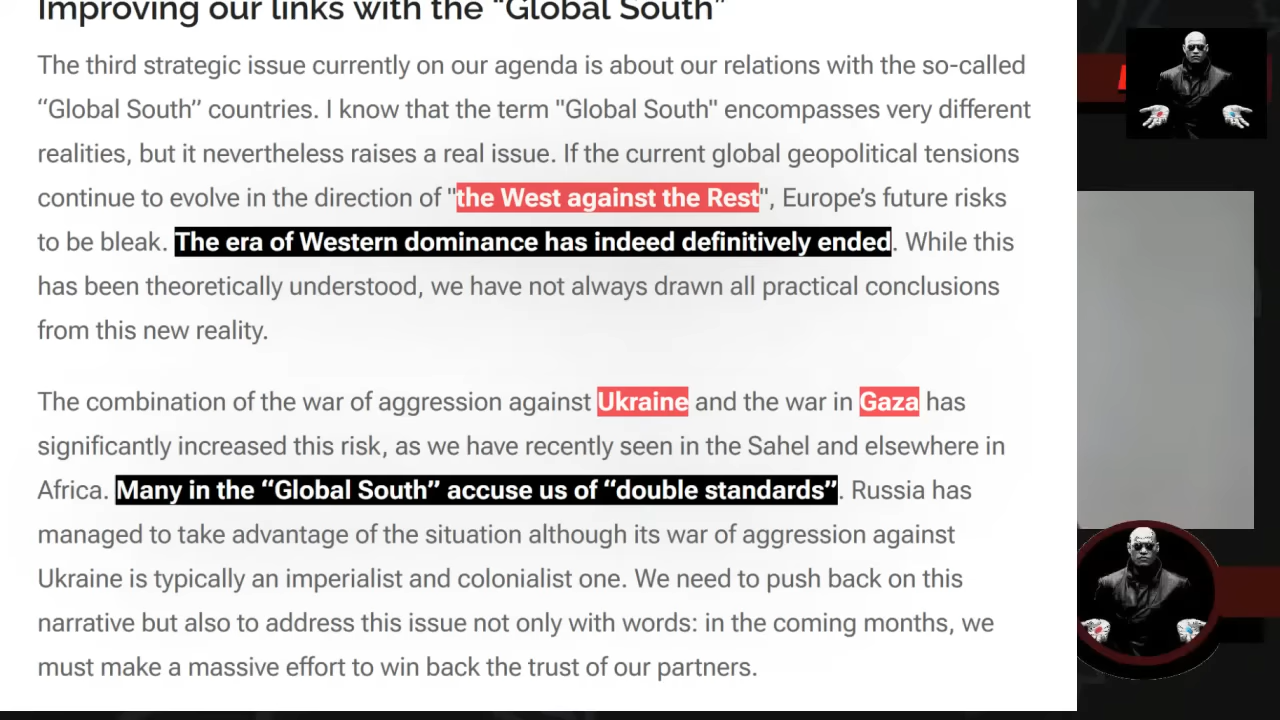 Improving our links with the “Global South”
The third strategic issue currently on our agenda is about our relations with the so-called
“Global South” countries. I know that the term "Global South" encompasses very different
realities, but it nevertheless raises a real issue. If the current global geopolitical tensions
continue to evolve in the direction of "the West against the Rest", Europe’s future risks
to be bleak. The era of Western dominance has indeed definitively ended. While this
has been theoretically understood, we have not always drawn all practical conclusions
from this new reality.
The combination of the war of aggression against Ukraine and the war in Gaza has
significantly increased this risk, as we have recently seen in the Sahel and elsewhere in
Africa. Many in the “Global South” accuse us of “double standards”. Russia has
managed to take advantage of the situation although its war of aggression against
Ukraine is typically an imperialist and colonialist one. We need to push back on this
narrative but also to address this issue not only with words: in the coming months, we
must make a massive effort to win back the trust of our partners.